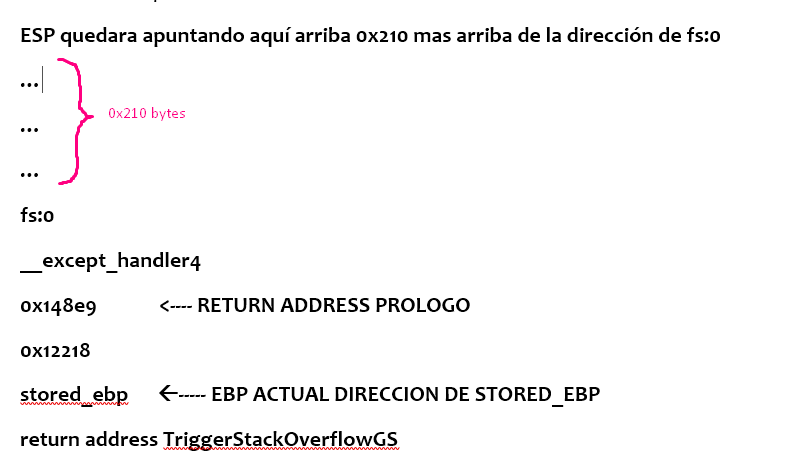 ESP quedara apuntando aquí arriba 0x210 mas arriba de la dirección de fs:0
...
0x210 bytes
...
...
fs:0
__except_handler4
0x148e9 <---- RETURN ADDRESS PROLOGO
0x12218
stored_ebp ←----- EBP ACTUAL DIRECCION DE STORED_EBP
return address TriggerStackOverflowGS